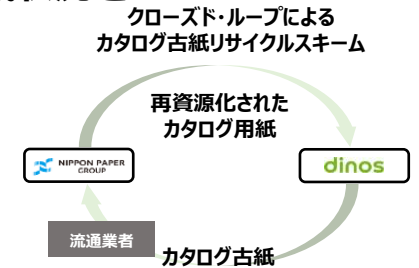 クローズド・ループによる
カタログ古紙リサイクルスキーム
再資源化された
カタログ用紙
NIPPON PAPER
GROUP
dinos
流通業者
カタログ古紙